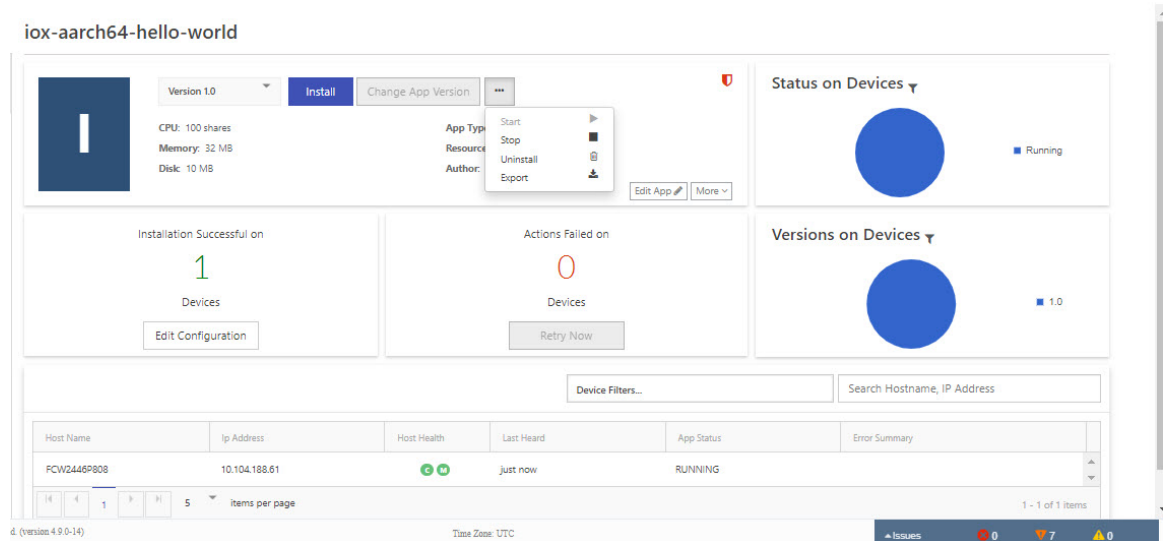 iox-aarch64-hello-world
I
Version 1.0
Install
Change App Version
...
CPU: 100 shares
Memory: 32 MB
Disk: 10 MB
App Typ
Resource
Author:
Start
Stop
Uninstall
Export
Edit App
More
Status on Devices
Running
Installation Successful on
1
Devices
Edit Configuration
Actions Failed on
0
Devices
Retry Now
Versions on Devices
1.0
Device Filters...
Search Hostname, IP Address
Host Name Ip Address Host Health Last Heard App Status Error Summary
FCW2446P808 10.104.188.61 C M just now RUNNING
1 5 items per page 1 - 1 of 1 items
d. (version 4.9.0-14) Time Zone: UTC Issues 0 7 0